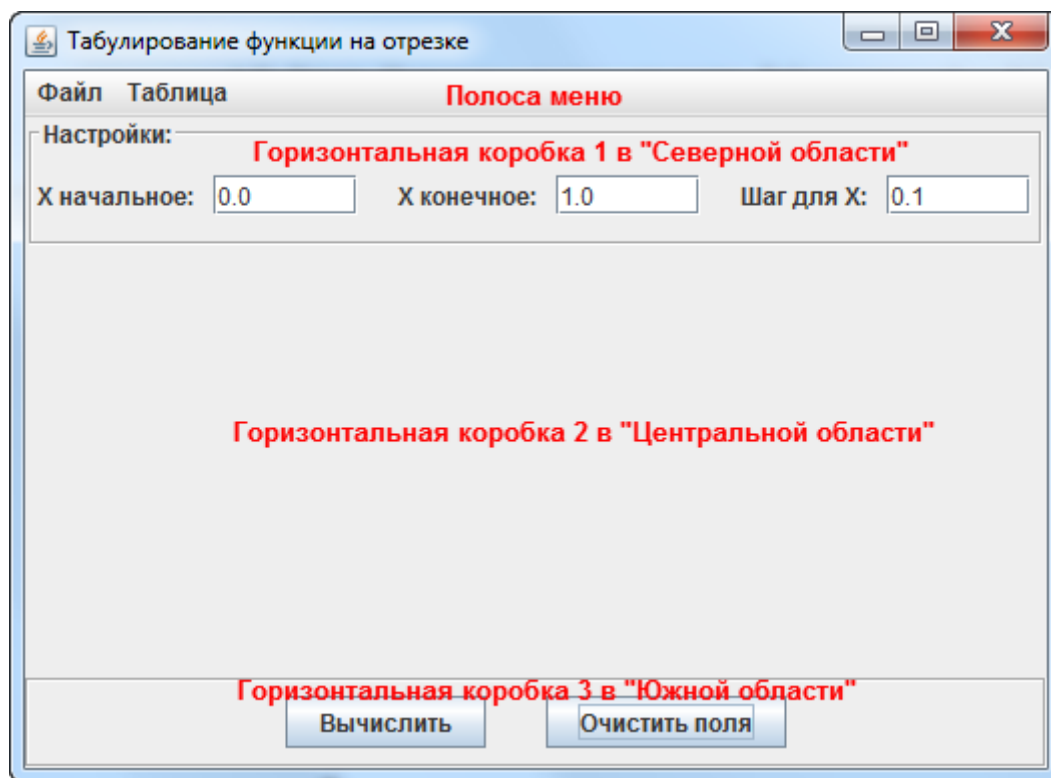 Табулирование функции на отрезке
Файл Таблица Полоса меню
Настройки:
Горизонтальная коробка 1 в "Северной области"
X начальное: 0.0 X конечное: 1.0 Шаг для X: 0.1
Горизонтальная коробка 2 в "Центральной области"
Горизонтальная коробка 3 в "Южной области"
Вычислить Очистить поля